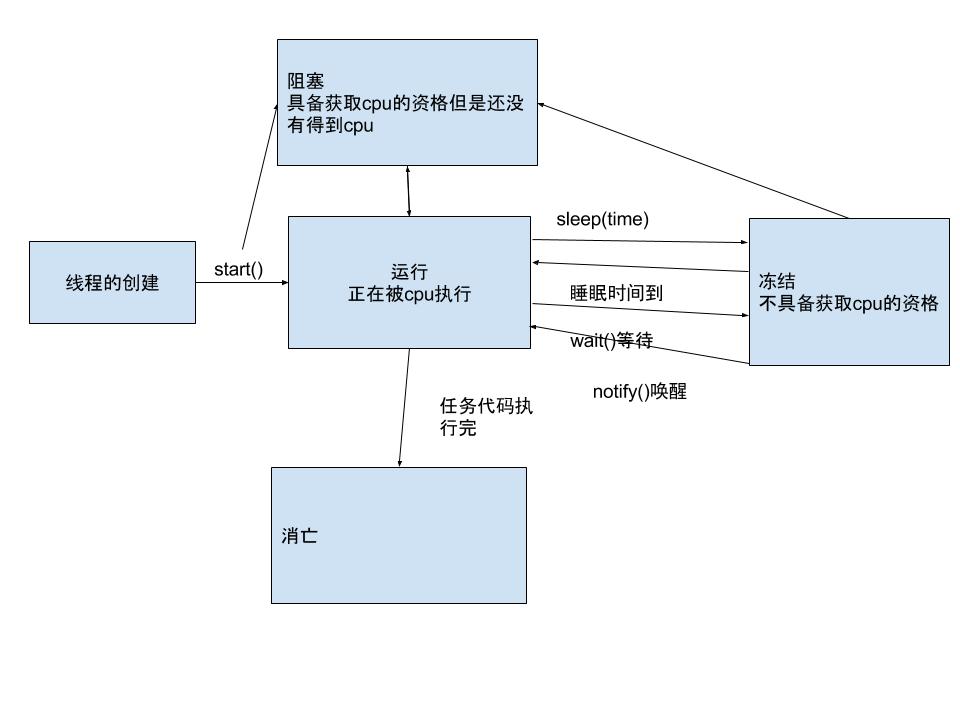 阻塞
具备获取cpu的资格但是还没
有得到cpu
sleep(time)
线程的创建
start()
运行
正在被cpu执行
冻结
不具备获取cpu的资格
睡眠时间到
wait()等待
notify()唤醒
任务代码执
行完
消亡